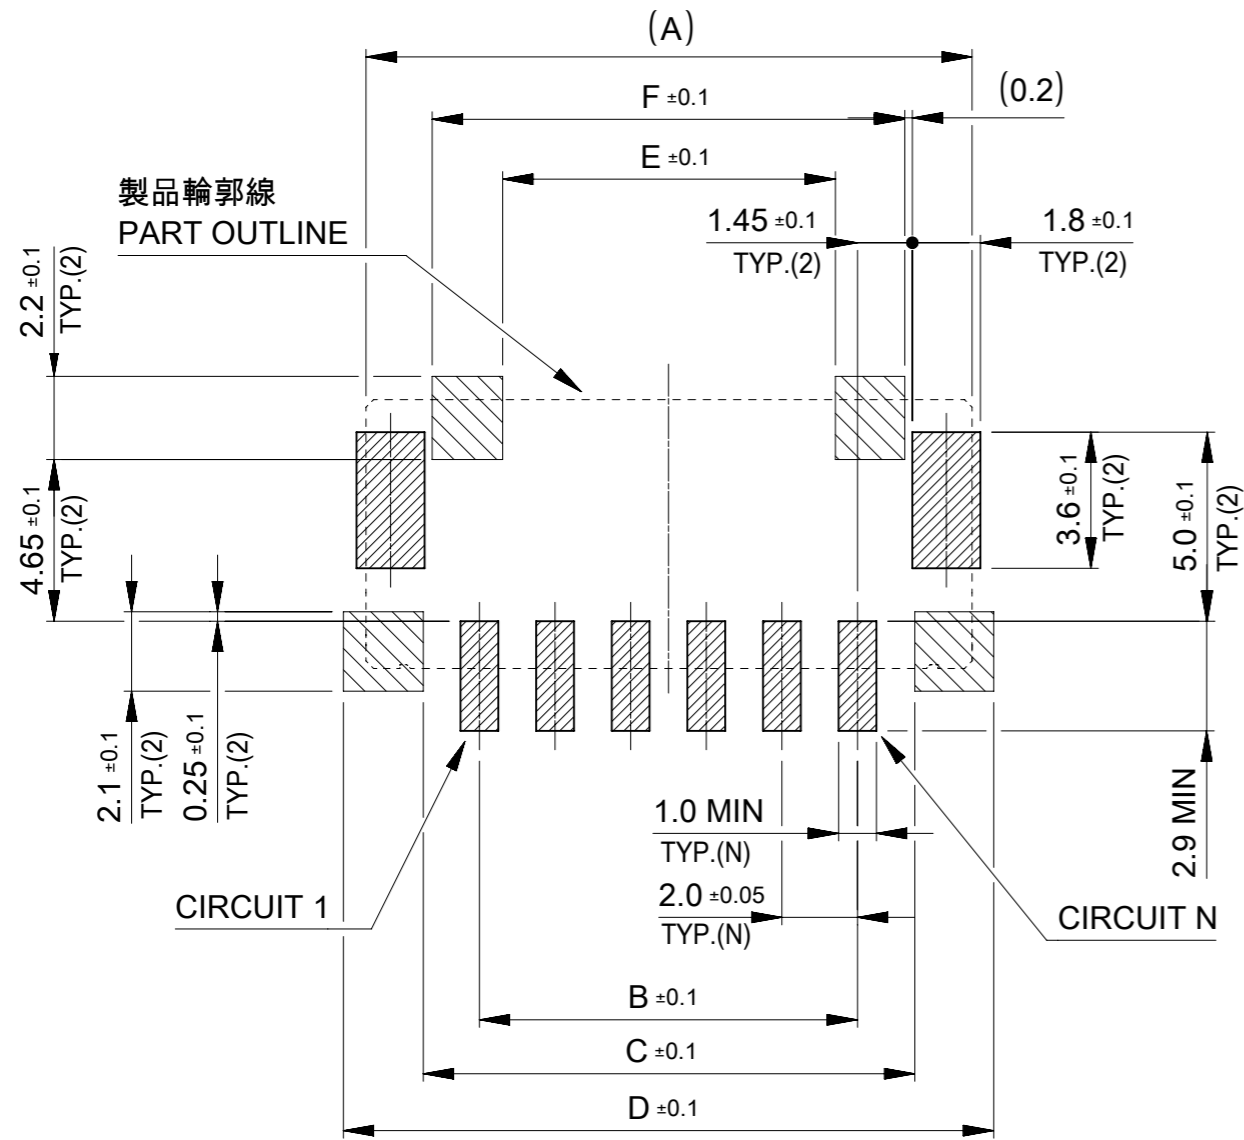 (A)
F ±0.1
(0.2)
E ±0.1
製品輪郭線
PART OUTLINE
1.45 ±0.1
TYP.(2)
1.8 ±0.1
TYP.(2)
2.2 ±0.1
TYP.(2)
4.65 ±0.1
TYP.(2)
3.6 ±0.1
TYP.(2)
5.0 ±0.1
TYP.(2)
2.1 ±0.1
TYP.(2)
0.25 ±0.1
TYP.(2)
2.9 MIN
1.0 MIN
TYP.(N)
2.0 ±0.05
TYP.(N)
CIRCUIT 1
CIRCUIT N
B ±0.1
C ±0.1
D ±0.1